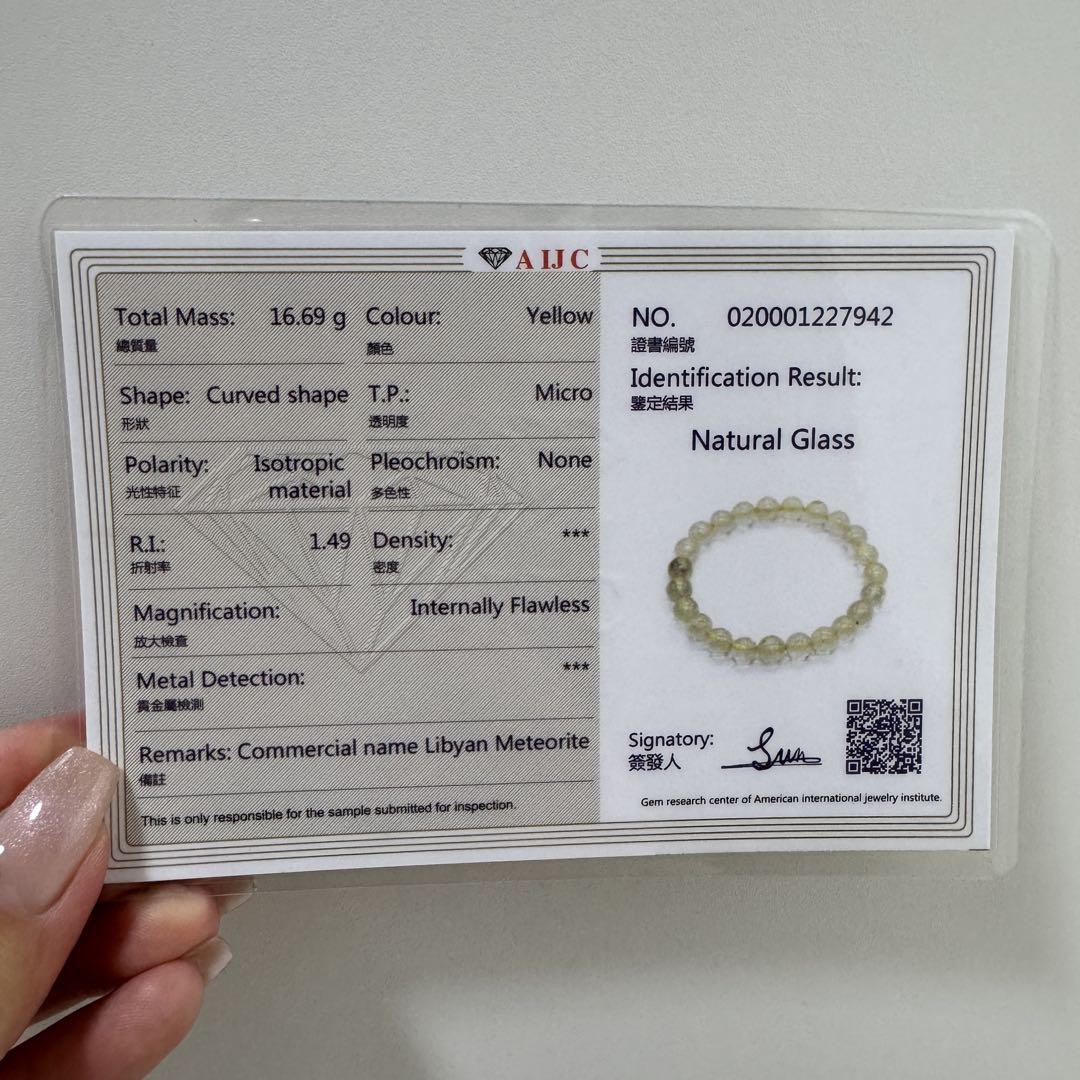 AIJC
Total Mass: 16.69 g
總質量
Colour: Yellow
顏色
Shape: Curved shape
形狀
T.P.: Micro
透明度
Polarity: Isotropic
material
光性特征
Pleochroism: None
多色性
R.I.: 1.49
折射率
Density: ***
密度
Magnification: Internally Flawless
放大檢查
Metal Detection: ***
貴金屬檢測
Remarks: Commercial name Libyan Meteorite
備註
This is only responsible for the sample submitted for inspection.
NO. 020001227942
證書編號
Identification Result:
鑒定結果
Natural Glass
Signatory:
簽發人
Gem research center of American international jewelry institute.